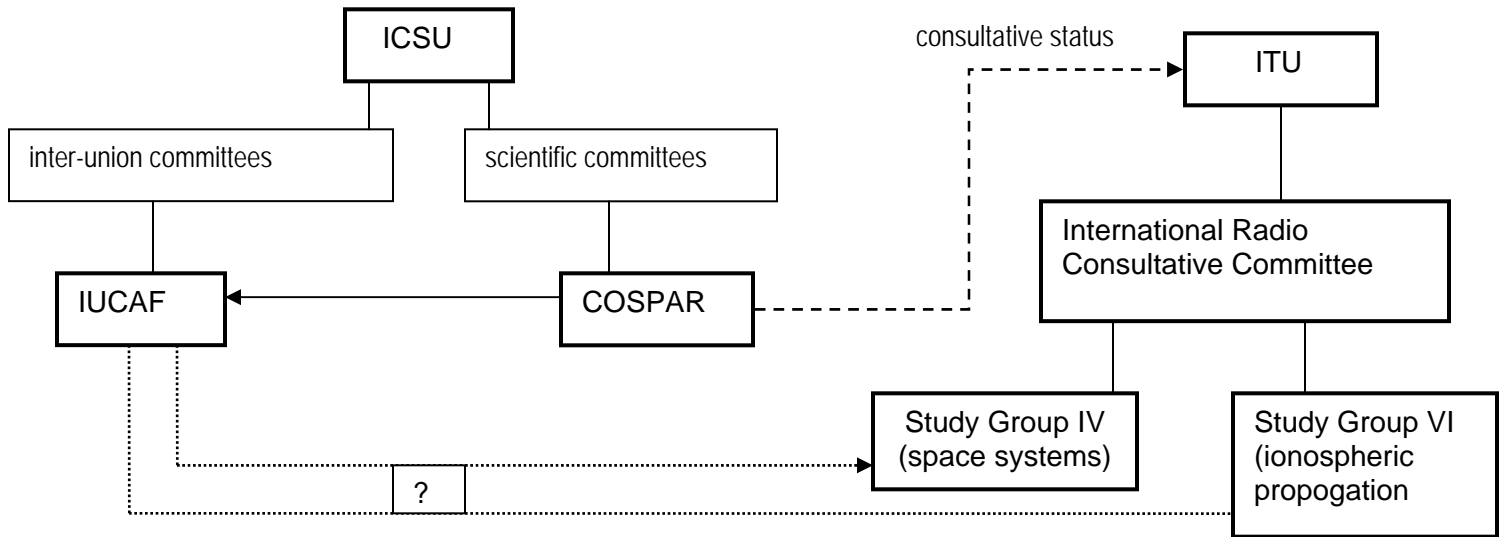 ICSU
consultative status
ITU
inter-union committees
scientific committees
International Radio
Consultative Committee
IUCAF
COSPAR
Study Group IV
(space systems)
Study Group VI
(ionospheric
propogation
?